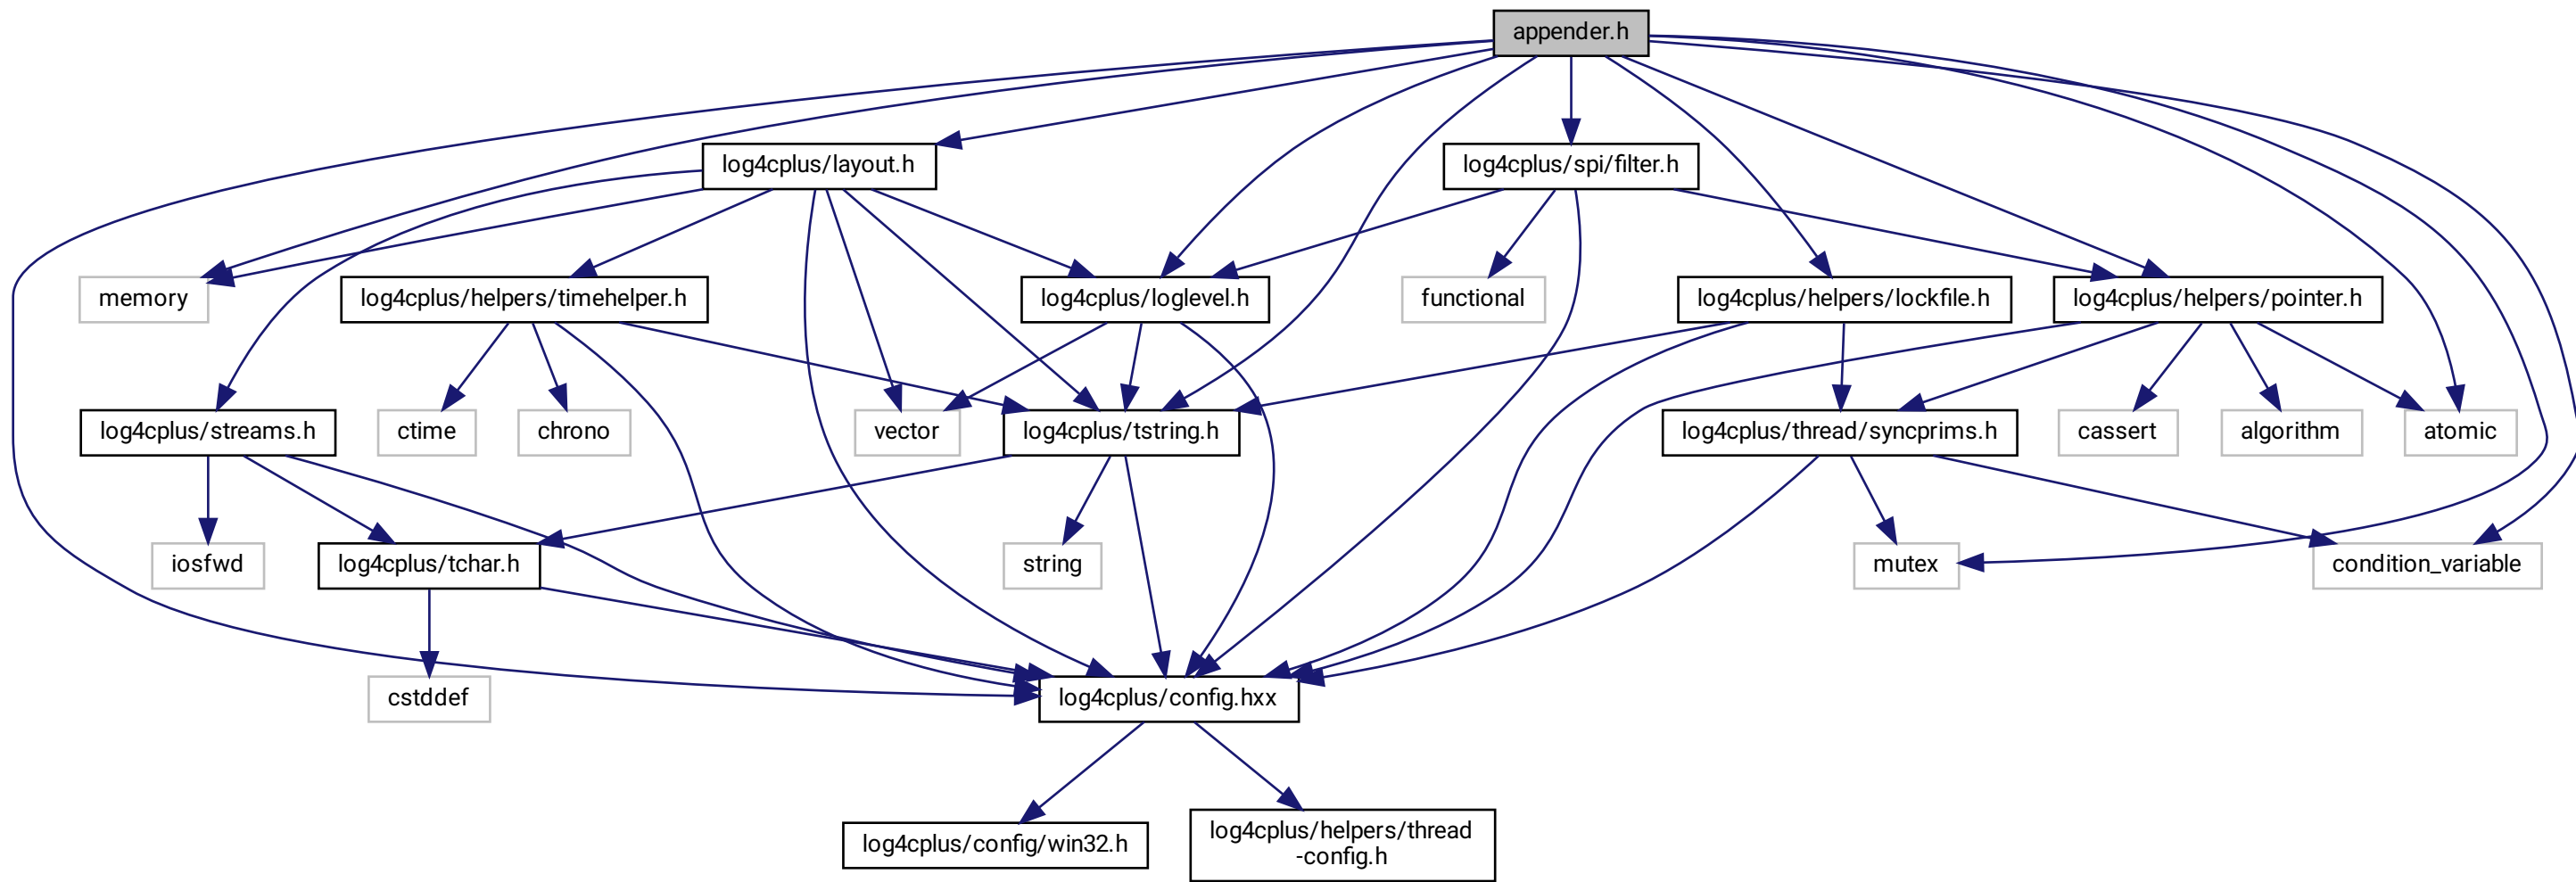 appender.h
log4cplus/layout.h
log4cplus/spi/filter.h
memory
log4cplus/helpers/timehelper.h
log4cplus/loglevel.h
functional
log4cplus/helpers/lockfile.h
log4cplus/helpers/pointer.h
log4cplus/streams.h
ctime
chrono
vector
log4cplus/tstring.h
log4cplus/thread/syncprims.h
cassert
algorithm
atomic
iosfwd
log4cplus/tchar.h
string
mutex
condition_variable
cstddef
log4cplus/config.hxx
log4cplus/config/win32.h
log4cplus/helpers/thread
-config.h